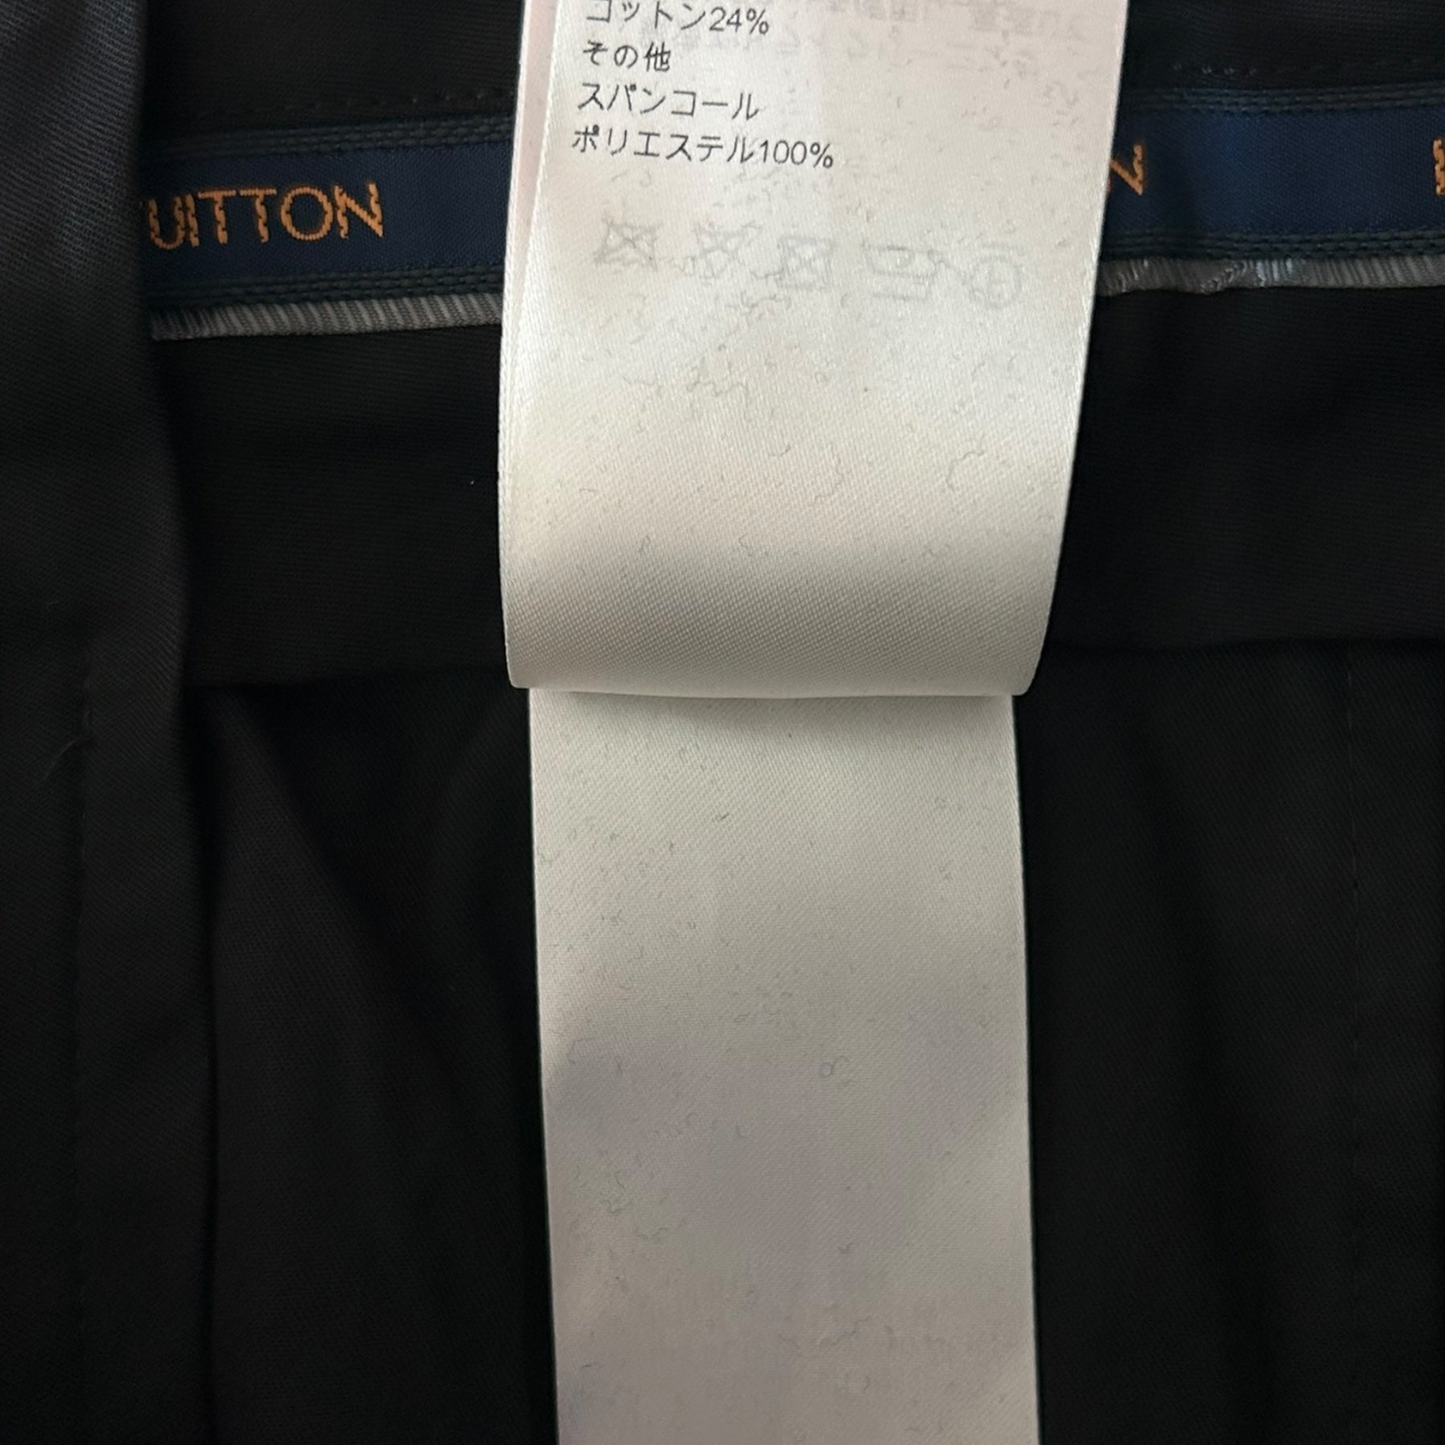 コットン24%
その他
スパンコール
ポリエステル100%
UITTON
N